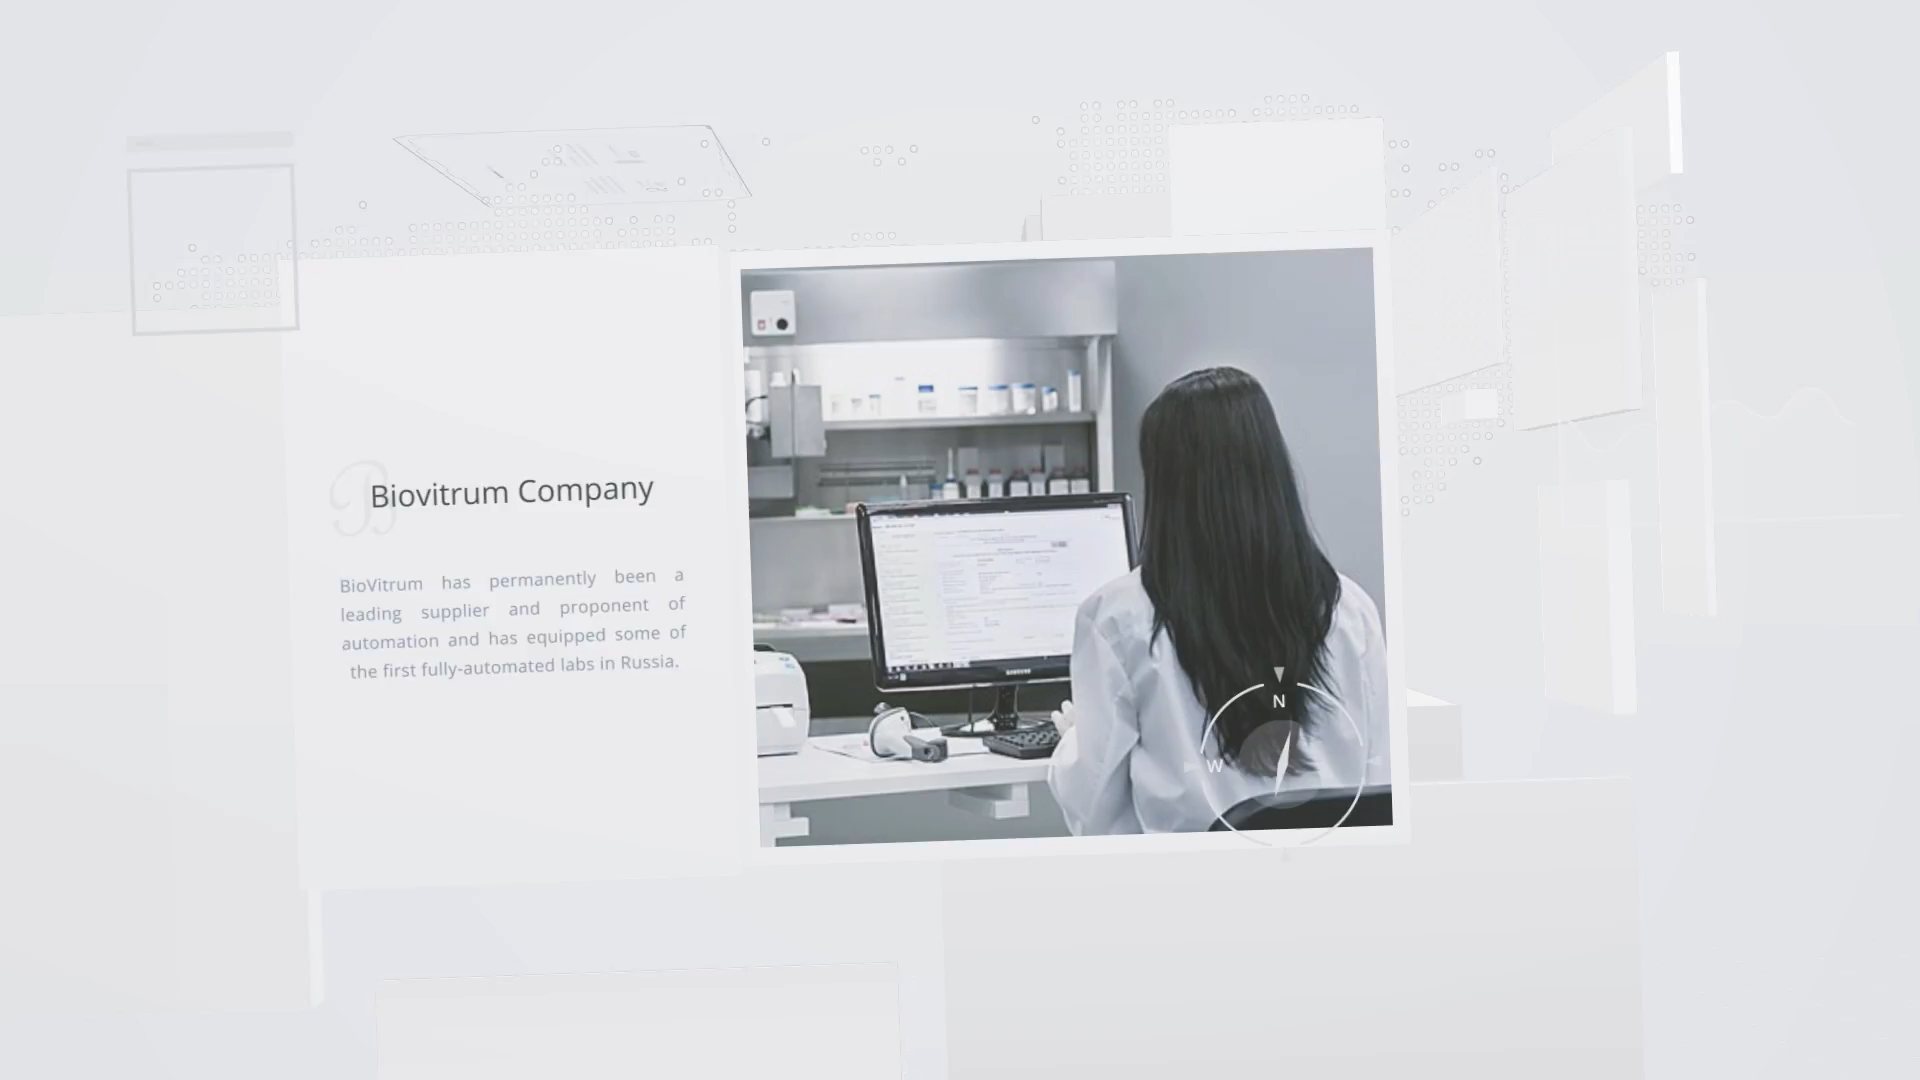 Biovitrum Company
B
BioVitrum has permanently been a
leading supplier and proponent of
automation and has equipped some of
the first fully-automated labs in Russia.
SAMSUNG
N
W